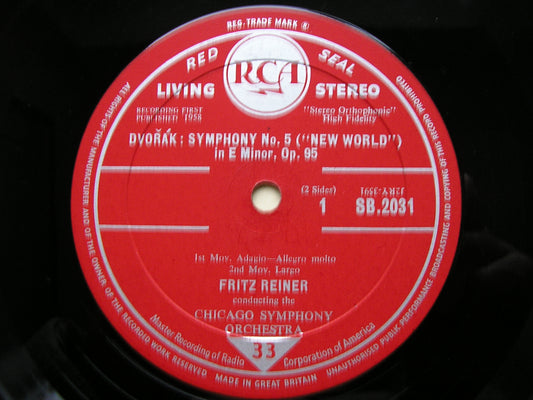 REG. TRADE MARK ®
RED SEAL
RCA
LIVING STEREO
RECORDING FIRST PUBLISHED 1958
"Stereo Orthophonic" High Fidelity
DVOŘÁK: SYMPHONY No. 5 ("NEW WORLD")
in E Minor, Op. 95
(2 Sides)
J2RY-3591
1
SB.2031
1st Mov. Adagio—Allegro molto
2nd Mov. Largo
FRITZ REINER
conducting the
CHICAGO SYMPHONY
ORCHESTRA
Master Recording of Radio Corporation of America
33
MADE IN GREAT BRITAIN
ALL RIGHTS OF THE MANUFACTURER AND OF THE OWNER OF THE RECORDED WORK RESERVED
UNAUTHORISED PUBLIC PERFORMANCE BROADCASTING AND COPYING OF THIS RECORD PROHIBITED